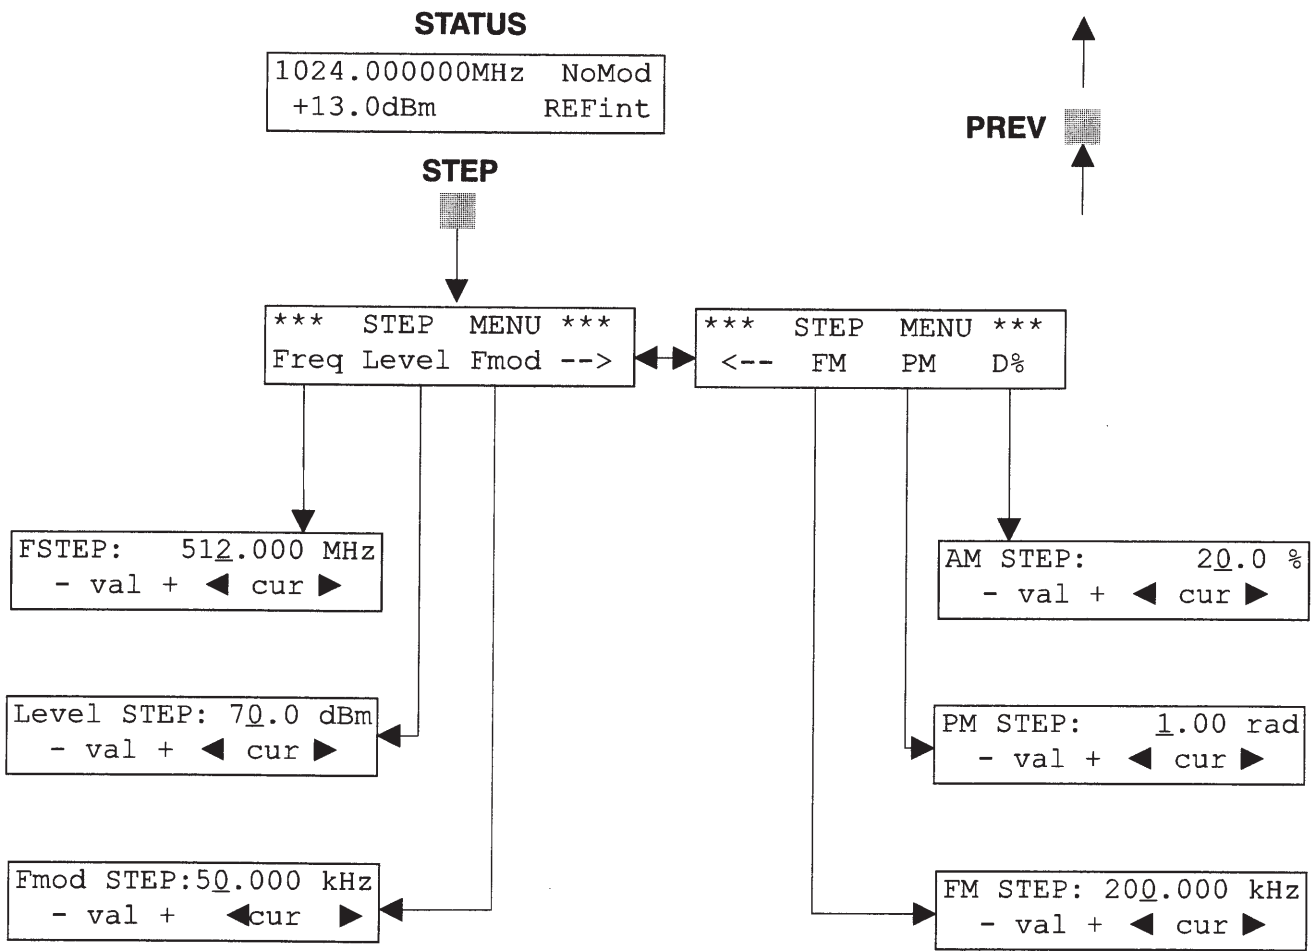 STATUS
1024.000000MHz NoMod
+13.0dBm REFint
PREV
STEP
*** STEP MENU ***
Freq Level Fmod -->
*** STEP MENU ***
<-- FM PM D%
FSTEP: 512.000 MHz
- val + ◀ cur ▶
AM STEP: 20.0 %
- val + ◀ cur ▶
Level STEP: 70.0 dBm
- val + ◀ cur ▶
PM STEP: 1.00 rad
- val + ◀ cur ▶
Fmod STEP:50.000 kHz
- val + ◀cur ▶
FM STEP: 200.000 kHz
- val + ◀ cur ▶